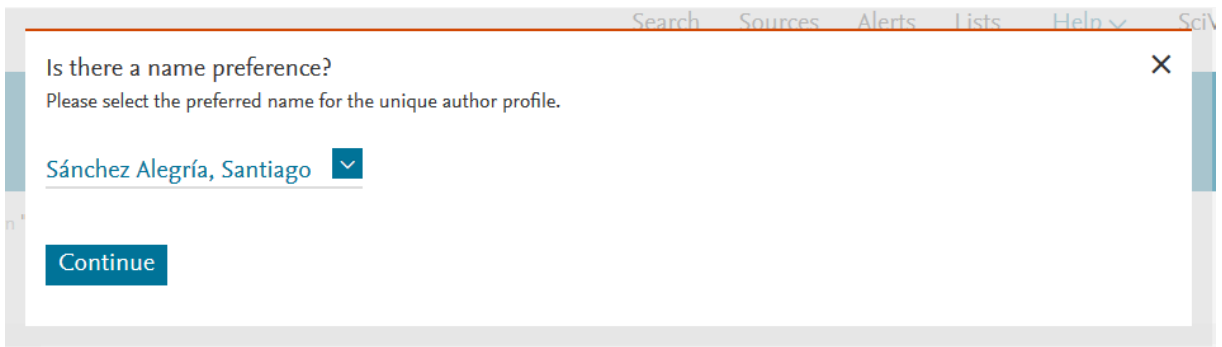 Search Sources Alerts Lists Help SciV
Is there a name preference?
Please select the preferred name for the unique author profile.
Sánchez Alegría, Santiago
n "
Continue